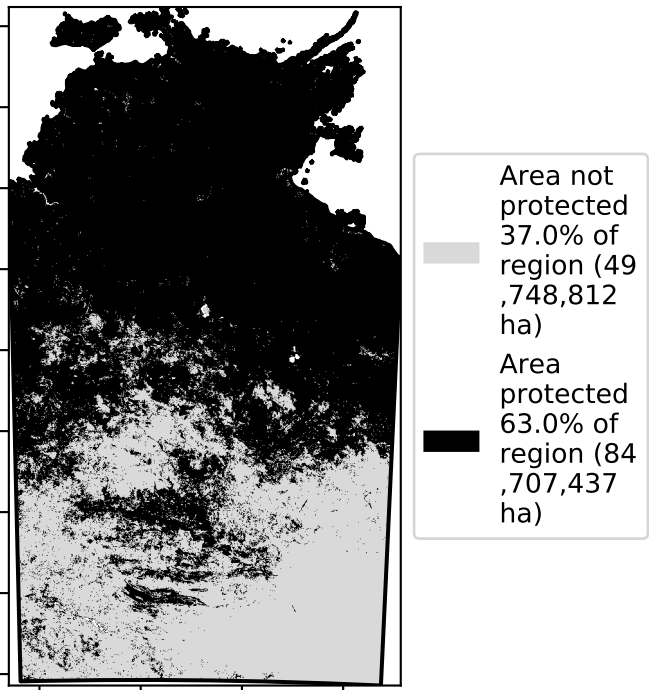 Area not
protected
37.0% of
region (49
,748,812
ha)
Area
protected
63.0% of
region (84
,707,437
ha)